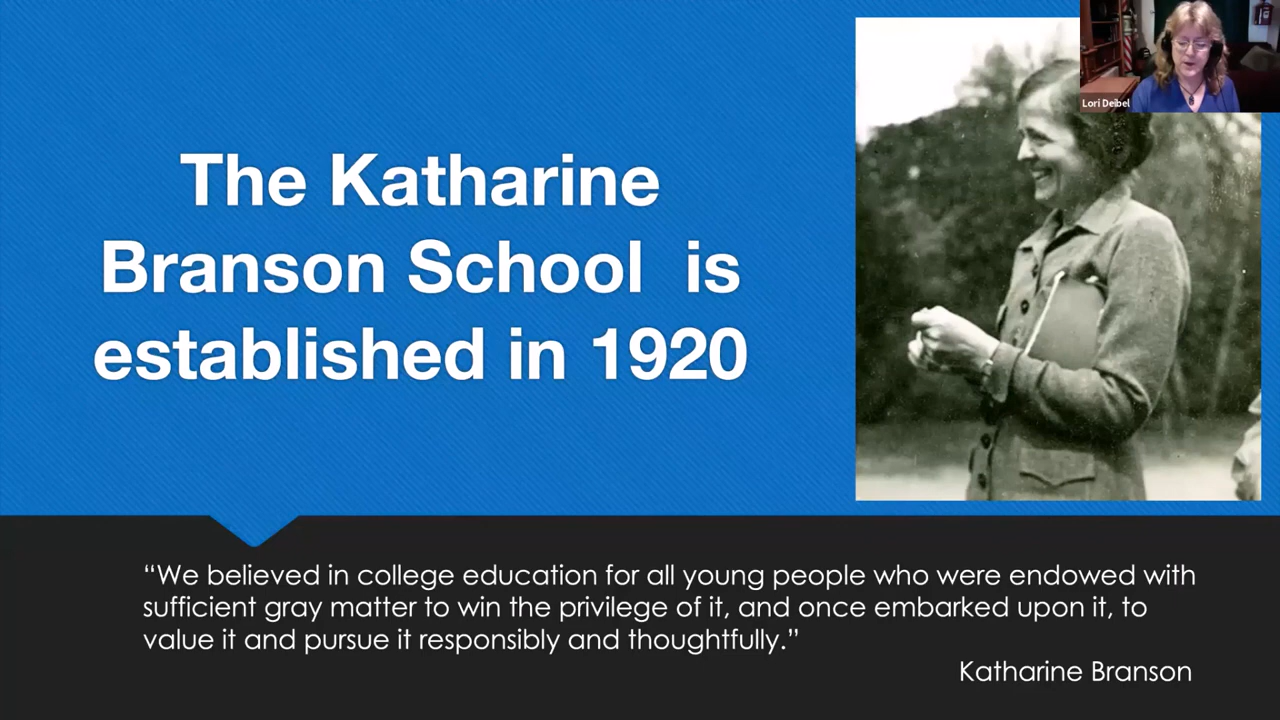 Lori Deibel
The Katharine
Branson School  is
established in 1920
“We believed in college education for all young people who were endowed with
sufficient gray matter to win the privilege of it, and once embarked upon it, to
value it and pursue it responsibly and thoughtfully.”
Katharine Branson